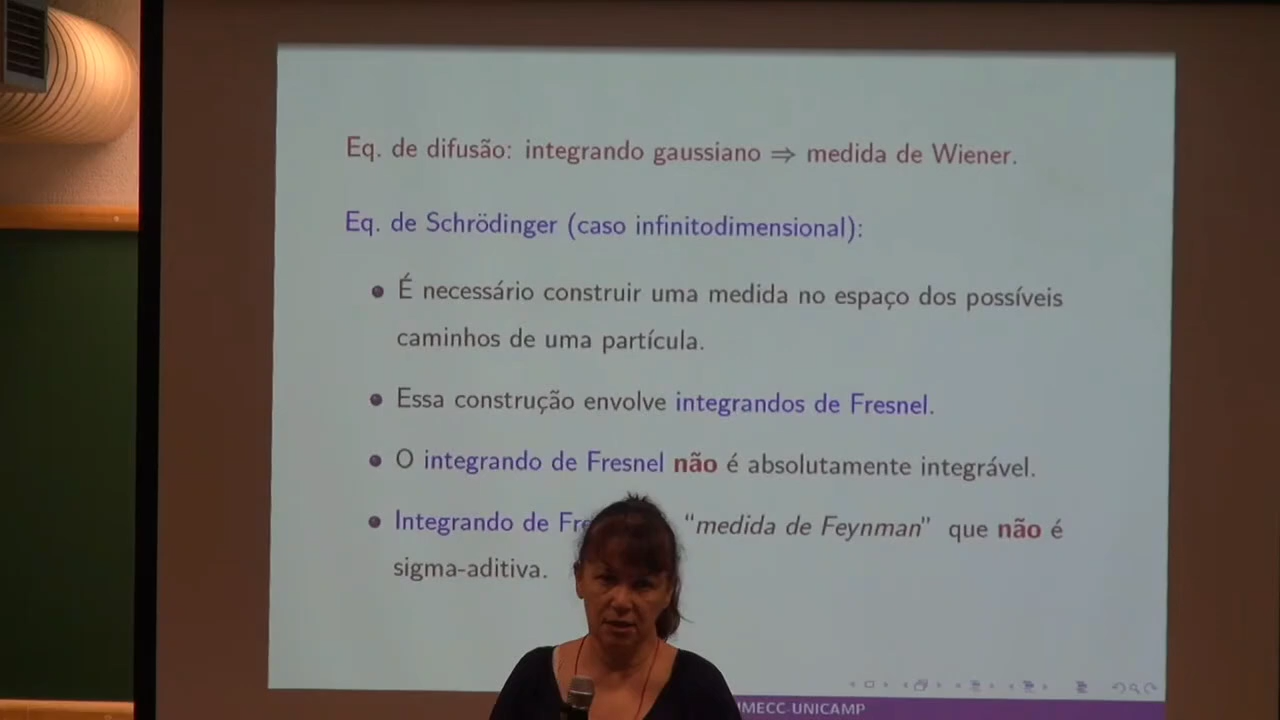 Eq. de difusão: integrando gaussiano ⇒ medida de Wiener.
Eq. de Schrödinger (caso infinitodimensional):
É necessário construir uma medida no espaço dos possíveis
caminhos de uma partícula.
Essa construção envolve integrandos de Fresnel.
O integrando de Fresnel não é absolutamente integrável.
Integrando de “medida de Feynman” que não é
sigma-aditiva.
IMECC-UNICAMP